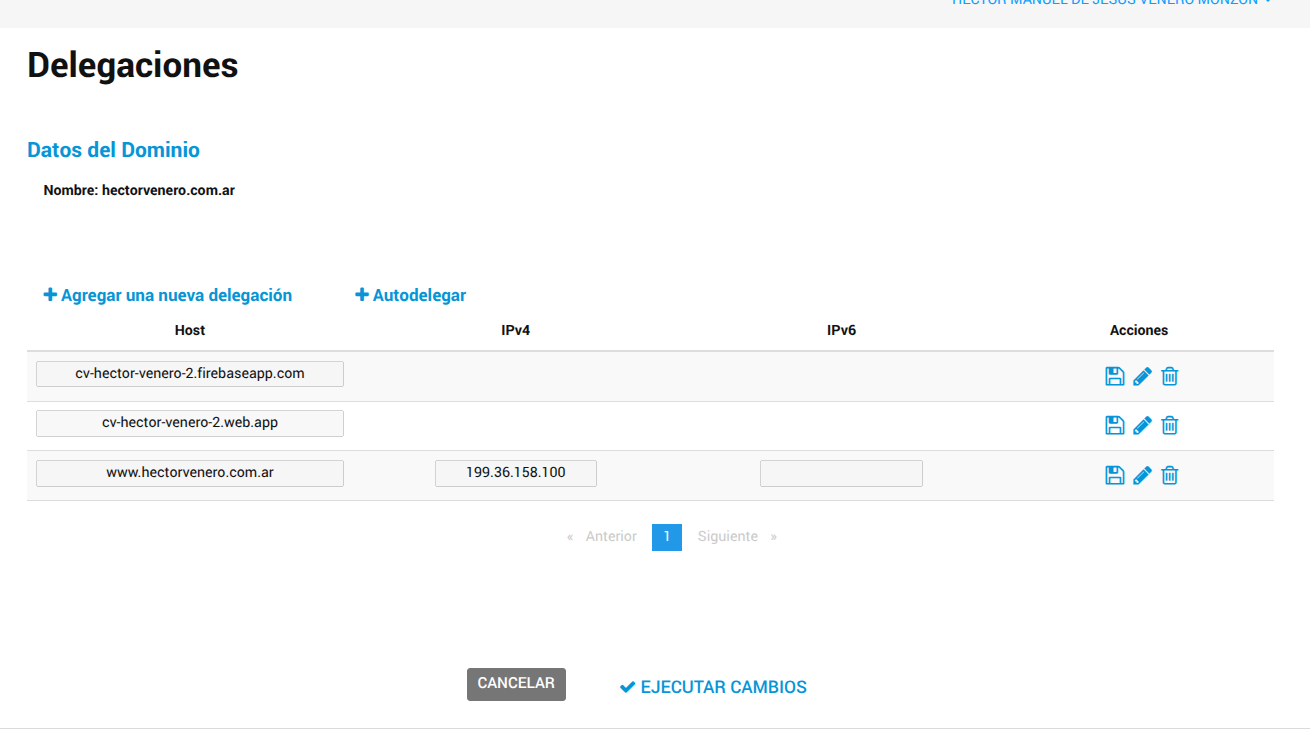 HECTOR MANUEL DE JESUS VENERO MONZON
Delegaciones
Datos del Dominio
Nombre: hectorvenero.com.ar
Agregar una nueva delegación Autodelegar
Host IPv4 IPv6 Acciones
cv-hector-venero-2.firebaseapp.com
cv-hector-venero-2.web.app
www.hectorvenero.com.ar 199.36.158.100
« Anterior 1 Siguiente »
CANCELAR EJECUTAR CAMBIOS